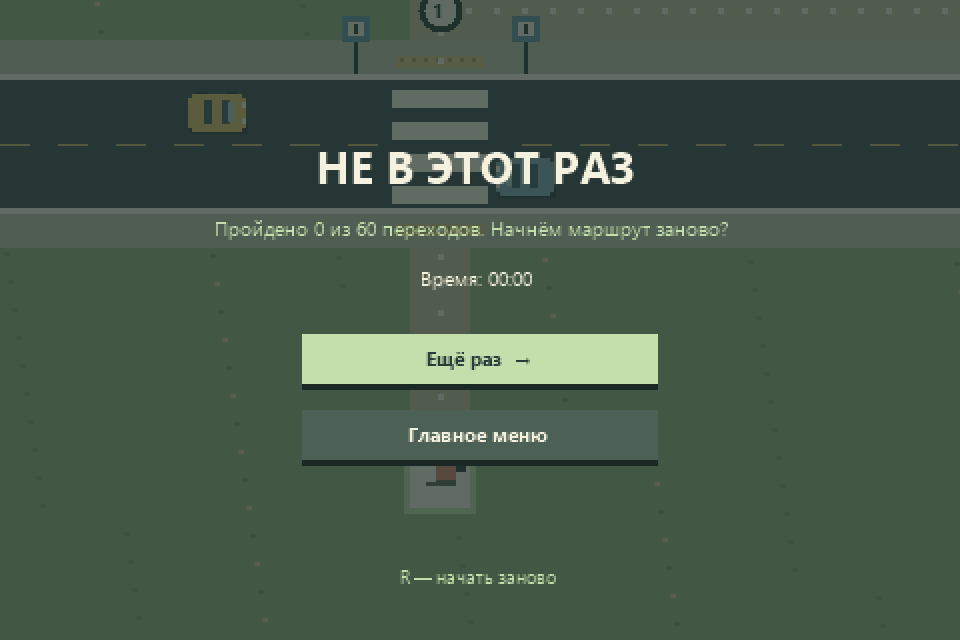 1
НЕ В ЭТОТ РАЗ
Пройдено 0 из 60 переходов. Начнём маршрут заново?
Время: 00:00
Ещё раз →
Главное меню
R — начать заново